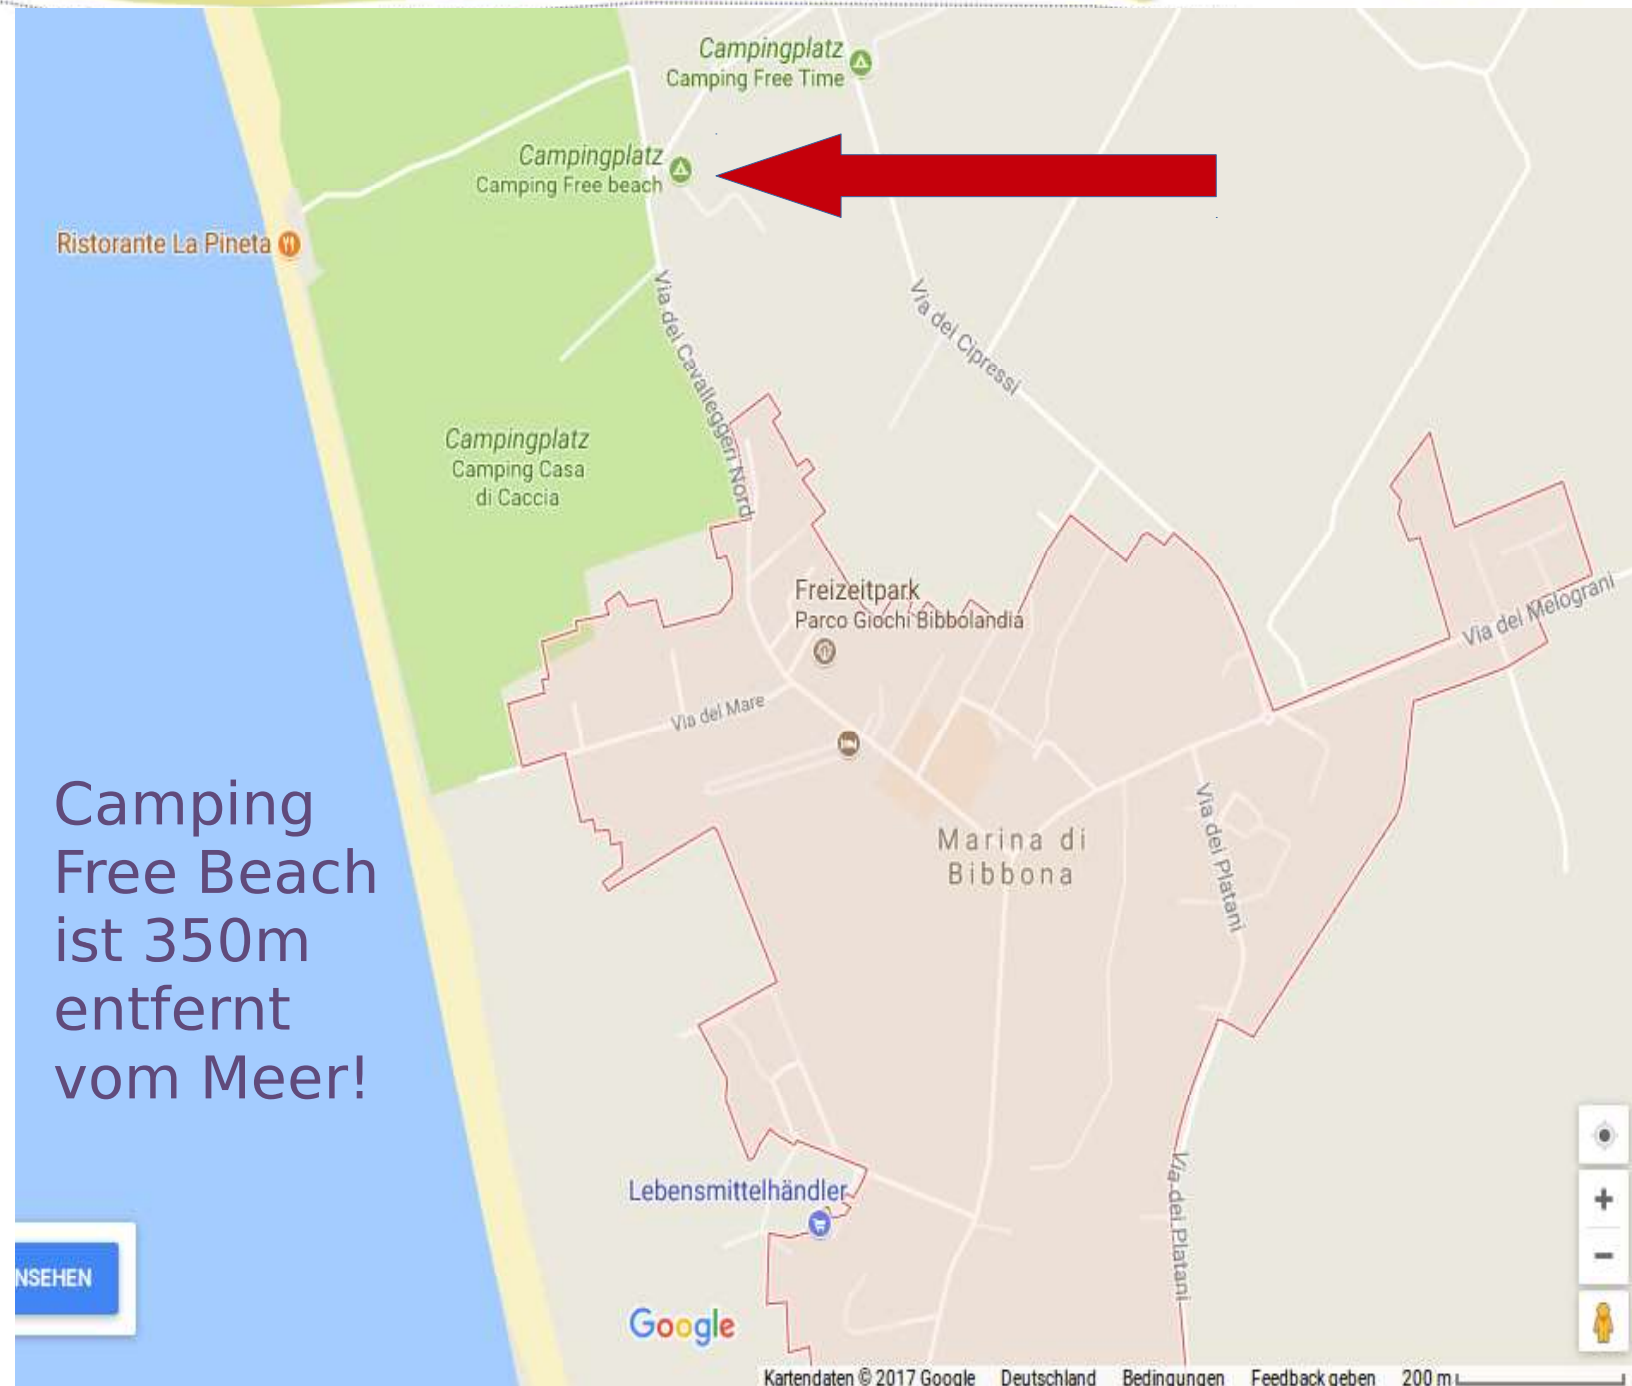 Campingplatz
Camping Free Time
Campingplatz
Camping Free beach
Ristorante La Pineta
Via dei Cavalleggeri Nord
Via dei Cipressi
Campingplatz
Camping Casa
di Caccia
Freizeitpark
Parco Giochi Bibbolandia
Via dei Melograni
Via del Mare
Via dei Platani
Marina di
Bibbona
Camping
Free Beach
ist 350m
entfernt
vom Meer!
Via dei Platani
Lebensmittelhändler
NSEHEN
Google
Kartendaten © 2017 Google Deutschland Bedingungen Feedback geben 200 m